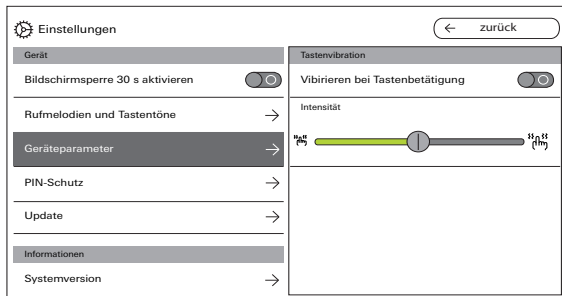 Einstellungen
zurück
Gerät
Bildschirmsperre 30 s aktivieren
Rufmelodien und Tastentöne
Geräteparameter
PIN-Schutz
Update
Informationen
Systemversion
Tastenvibration
Vibirieren bei Tastenbetätigung
Intensität